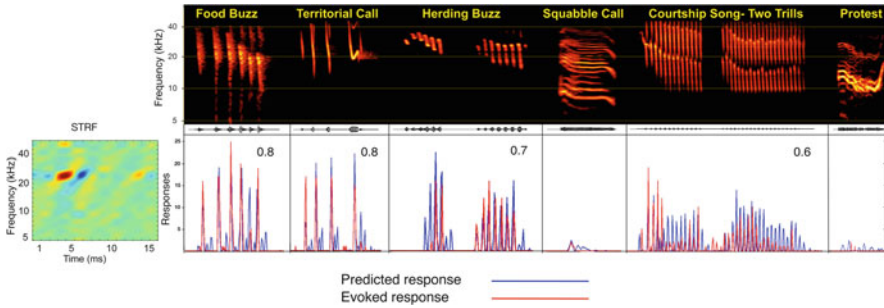 Food Buzz Territorial Call Herding Buzz Squabble Call Courtship Song- Two Trills Protest
Frequency (kHz)
40
20
10
5
STRF
Frequency (kHz)
40
20
10
5
1 5 10 15
Time (ms)
Responses
25
20
15
10
5
0.8
0.8
0.7
0.6
Predicted response
Evoked response